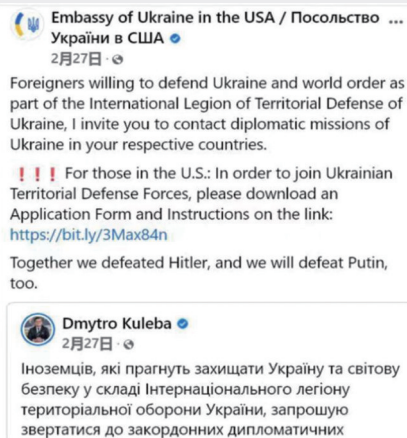 Embassy of Ukraine in the USA / Посольство ...
України в США
2月27日 ·
Foreigners willing to defend Ukraine and world order as
part of the International Legion of Territorial Defense of
Ukraine, I invite you to contact diplomatic missions of
Ukraine in your respective countries.
❗❗❗ For those in the U.S.: In order to join Ukrainian
Territorial Defense Forces, please download an
Application Form and Instructions on the link:
https://bit.ly/3Max84n
Together we defeated Hitler, and we will defeat Putin,
too.
Dmytro Kuleba
2月27日 ·
Іноземців, які прагнуть захищати Україну та світову
безпеку у складі Інтернаціонального легіону
територіальної оборони України, запрошую
звертатися до закордонних дипломатичних